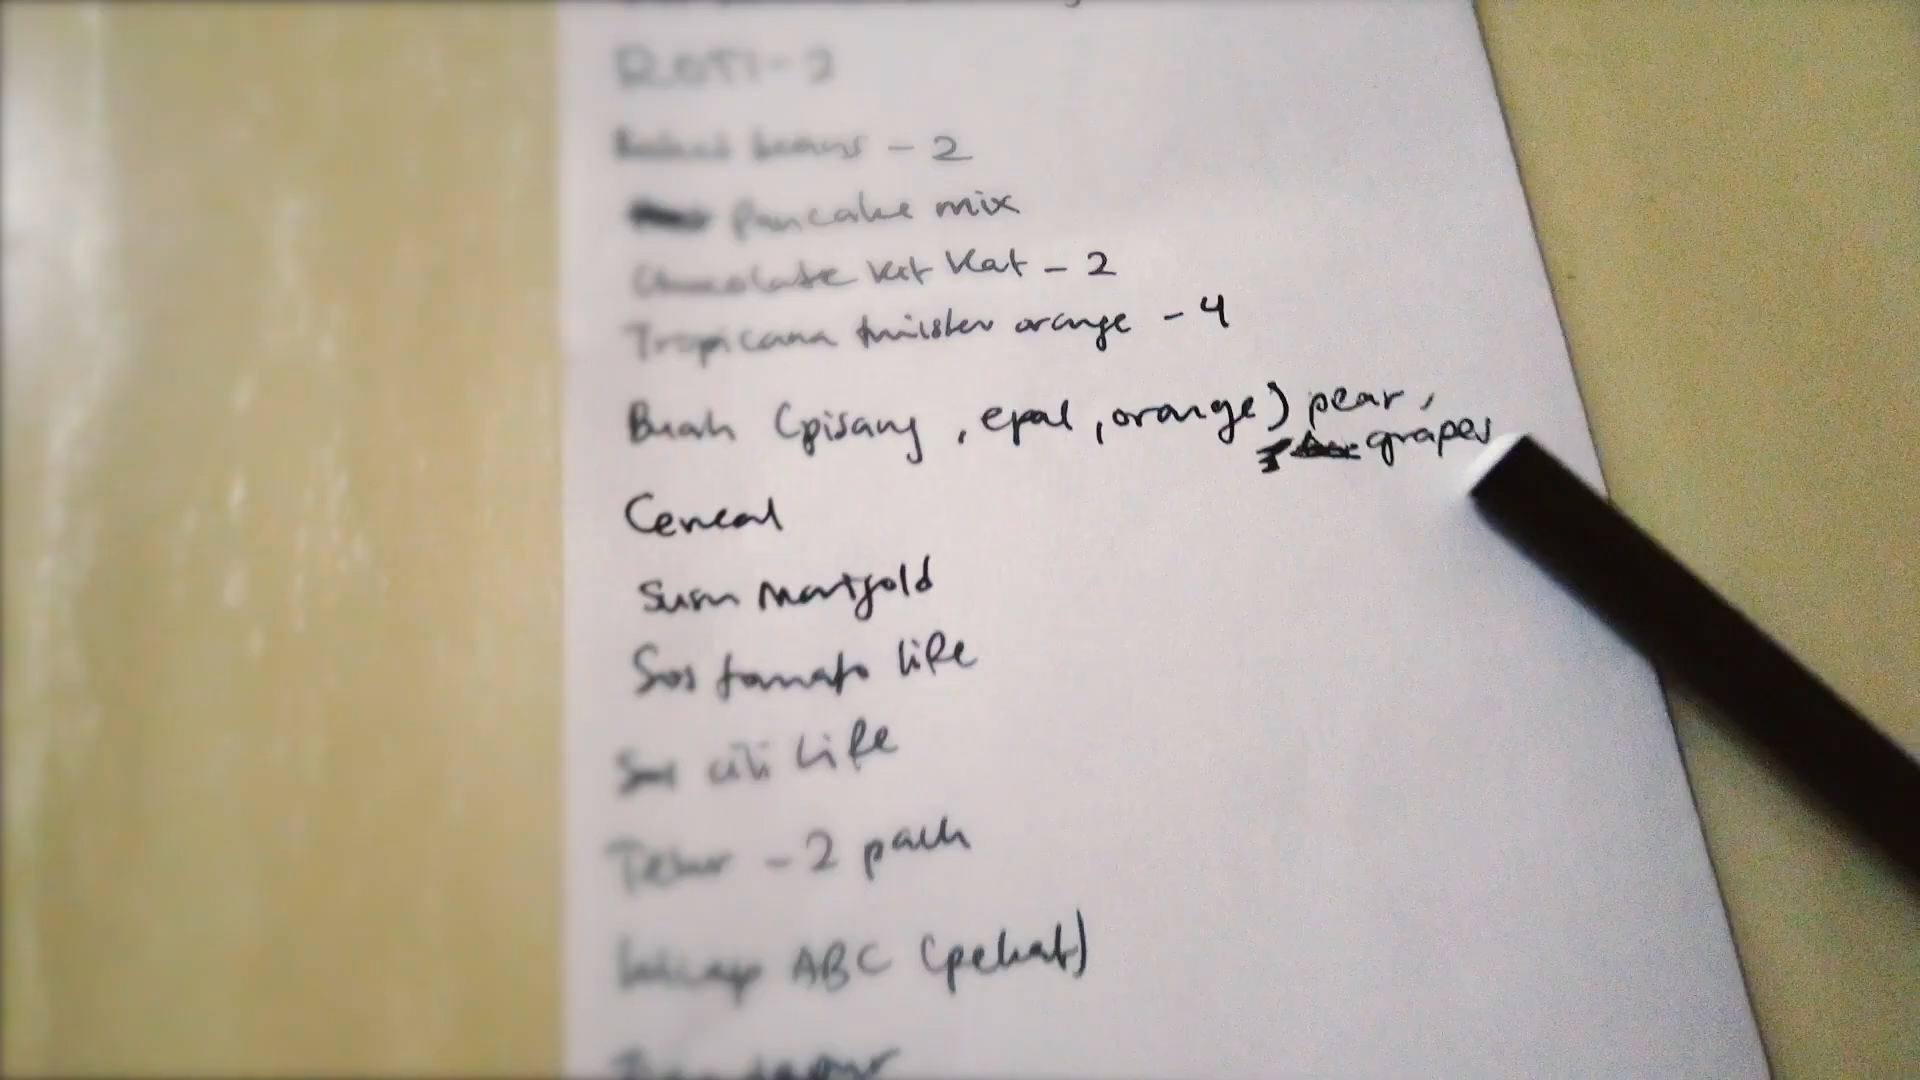 ROTI - 2
Baked beans - 2
Pancake mix
Chocolate Kit Kat - 2
Tropicana twister orange - 4
Buah (pisang, epal, orange) pear,
grapes
Cereal
Susu Marigold
Sos tomato life
Sos cili Life
Telur - 2 pack
Kicap ABC (pekat)